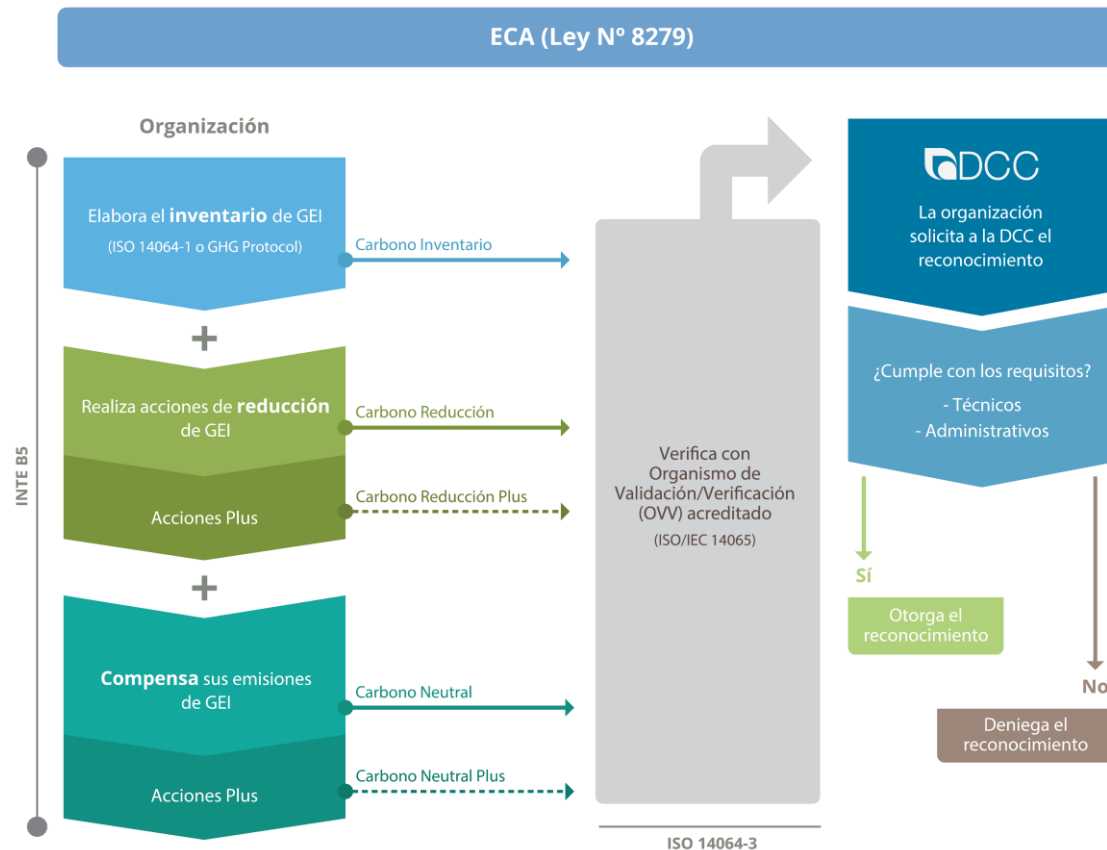 ECA (Ley Nº 8279)
Organización
Elabora el inventario de GEI
(ISO 14064-1 o GHG Protocol)
Carbono Inventario
+
Realiza acciones de reducción
de GEI
Carbono Reducción
Acciones Plus
Carbono Reducción Plus
+
Compensa sus emisiones
de GEI
Carbono Neutral
Acciones Plus
Carbono Neutral Plus
INTE B5
Verifica con
Organismo de
Validación/Verificación
(OVV) acreditado
(ISO/IEC 14065)
ISO 14064-3
DCC
La organización
solicita a la DCC el
reconocimiento
¿Cumple con los requisitos?
- Técnicos
- Administrativos
Sí
Otorga el
reconocimiento
No
Deniega el
reconocimiento